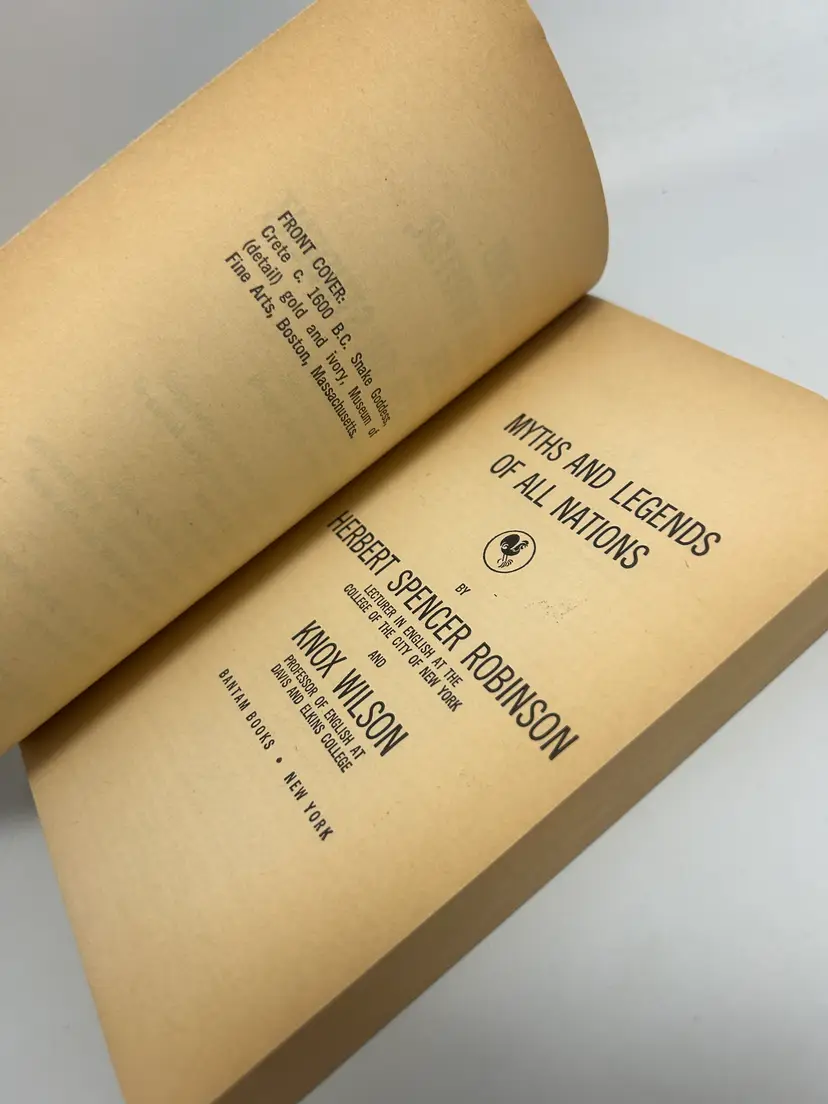 FRONT COVER:
Crete c. 1600 B.C. Snake Goddess,
(detail) gold and ivory, Museum of
Fine Arts, Boston, Massachusetts.
MYTHS AND LEGENDS
OF ALL NATIONS
BY
HERBERT SPENCER ROBINSON
LECTURER IN ENGLISH AT THE
COLLEGE OF THE CITY OF NEW YORK
AND
KNOX WILSON
PROFESSOR OF ENGLISH AT
DAVIS AND ELKINS COLLEGE
BANTAM BOOKS • NEW YORK